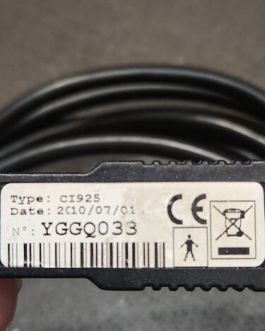 Type: CI925
Date: 2010/07/01
N°: YGGQ033
CE